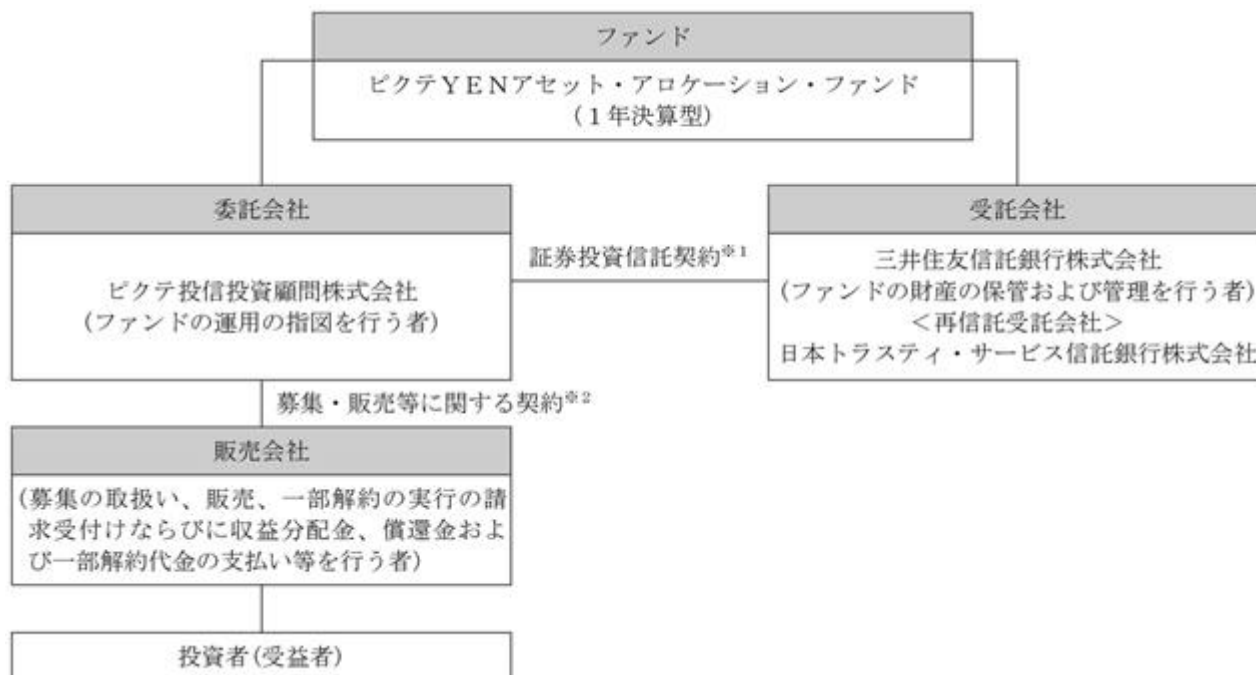 ファンド
ピクテYENアセット・アロケーション・ファンド
(1年決算型)
委託会社
ピクテ投信投資顧問株式会社
(ファンドの運用の指図を行う者)
証券投資信託契約※1
受託会社
三井住友信託銀行株式会社
(ファンドの財産の保管および管理を行う者)
<再信託受託会社>
日本トラスティ・サービス信託銀行株式会社
募集・販売等に関する契約※2
販売会社
(募集の取扱い、販売、一部解約の実行の請
求受付けならびに収益分配金、償還金およ
び一部解約代金の支払い等を行う者)
投資者(受益者)